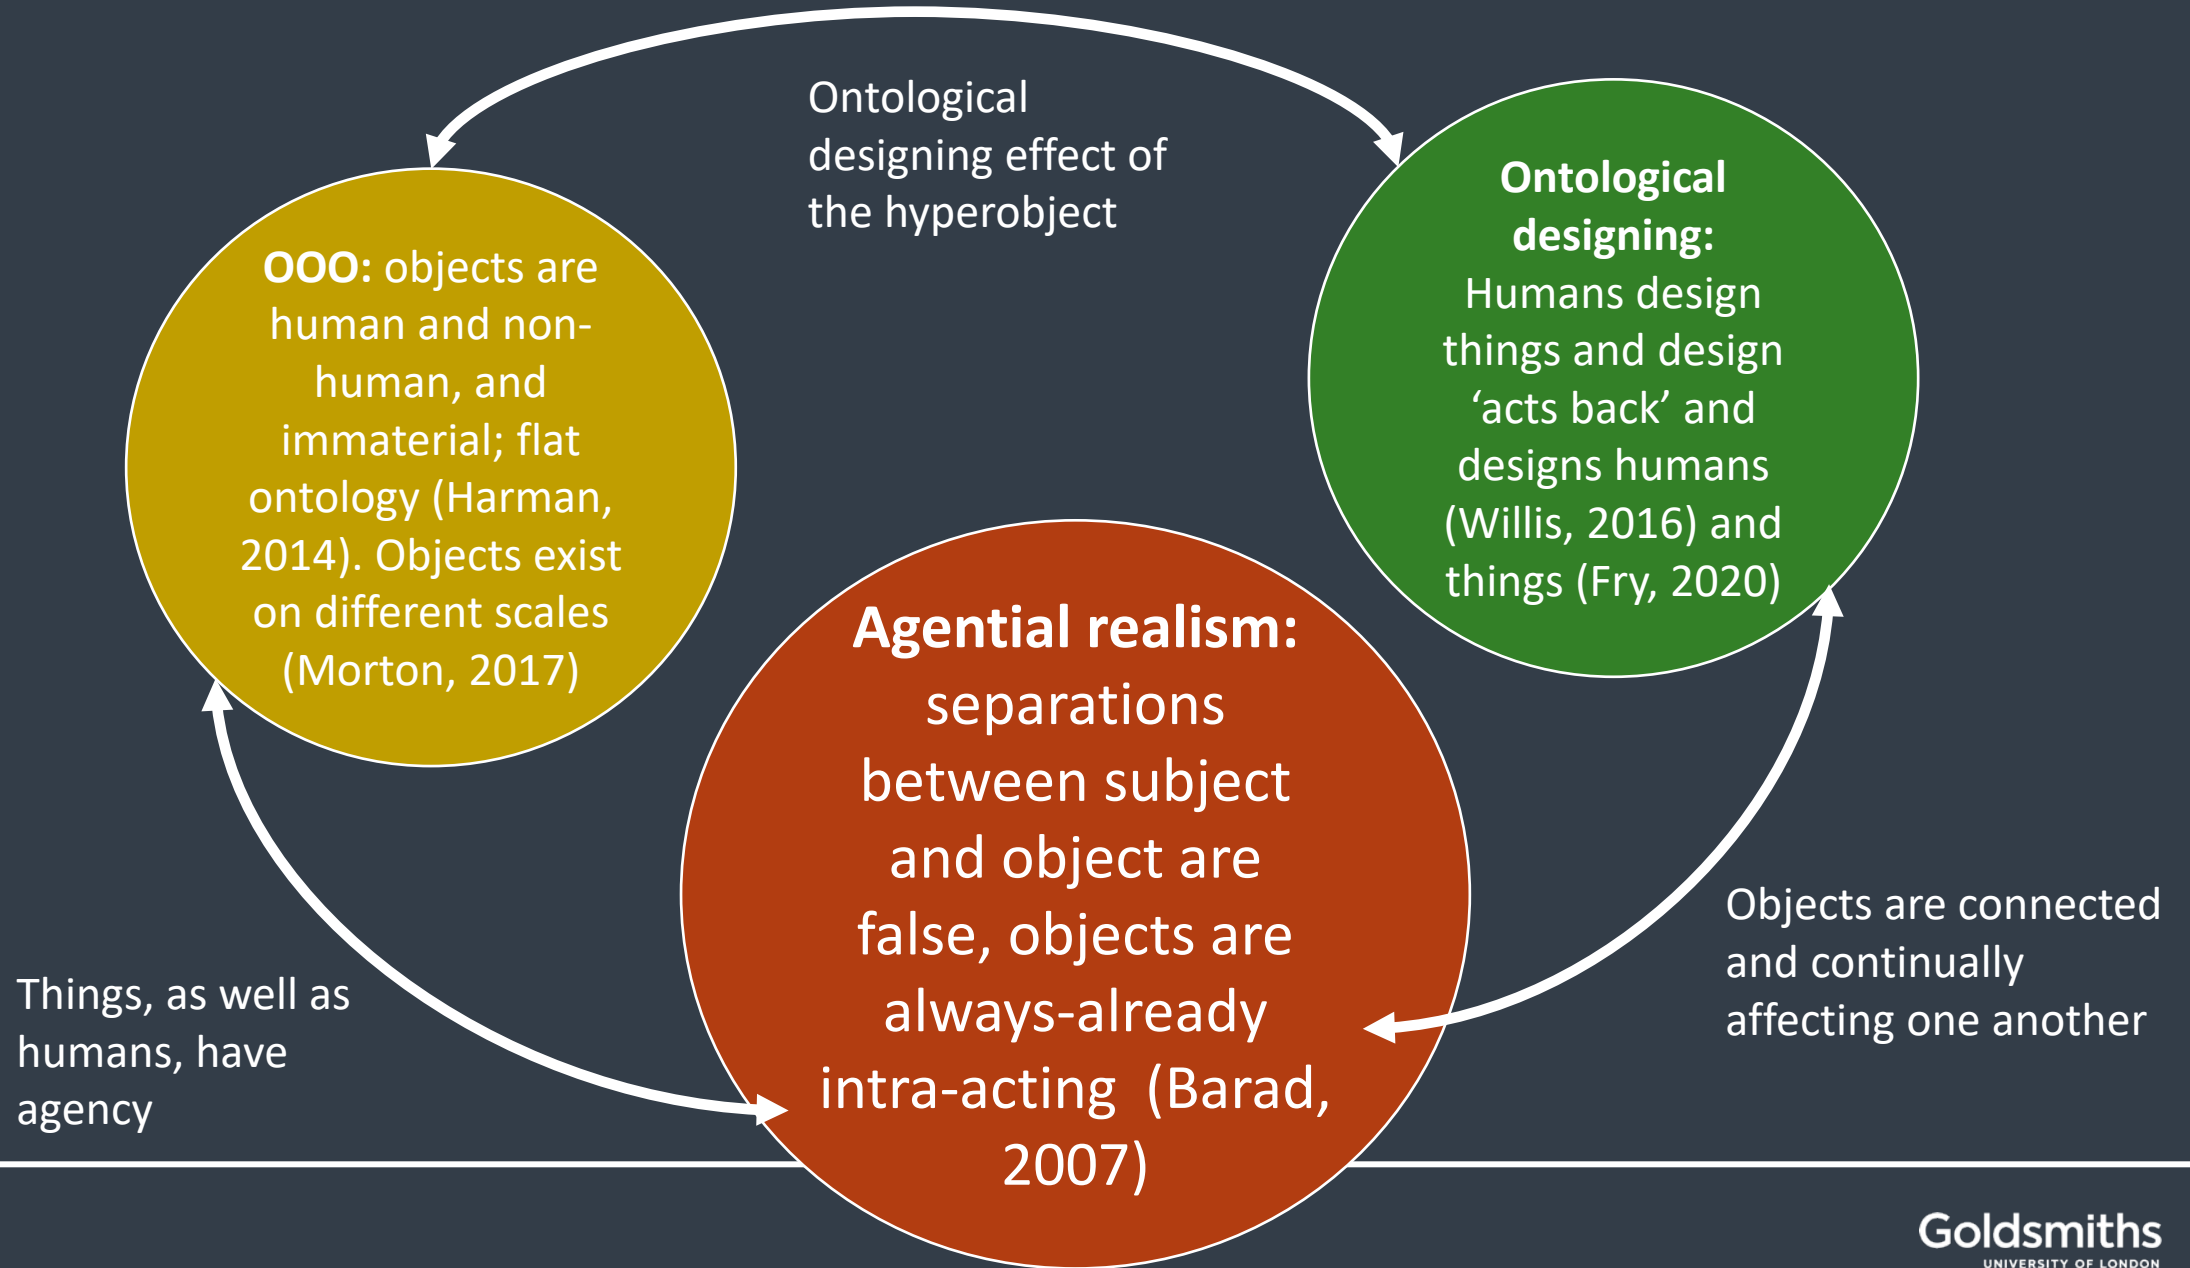 Ontological
designing effect of
the hyperobject
OOO: objects are
human and non-
human, and
immaterial; flat
ontology (Harman,
2014). Objects exist
on different scales
(Morton, 2017)
Ontological
designing:
Humans design
things and design
‘acts back’ and
designs humans
(Willis, 2016) and
things (Fry, 2020)
Agential realism:
separations
between subject
and object are
false, objects are
always-already
intra-acting (Barad,
2007)
Things, as well as
humans, have
agency
Objects are connected
and continually
affecting one another
Goldsmiths
UNIVERSITY OF LONDON